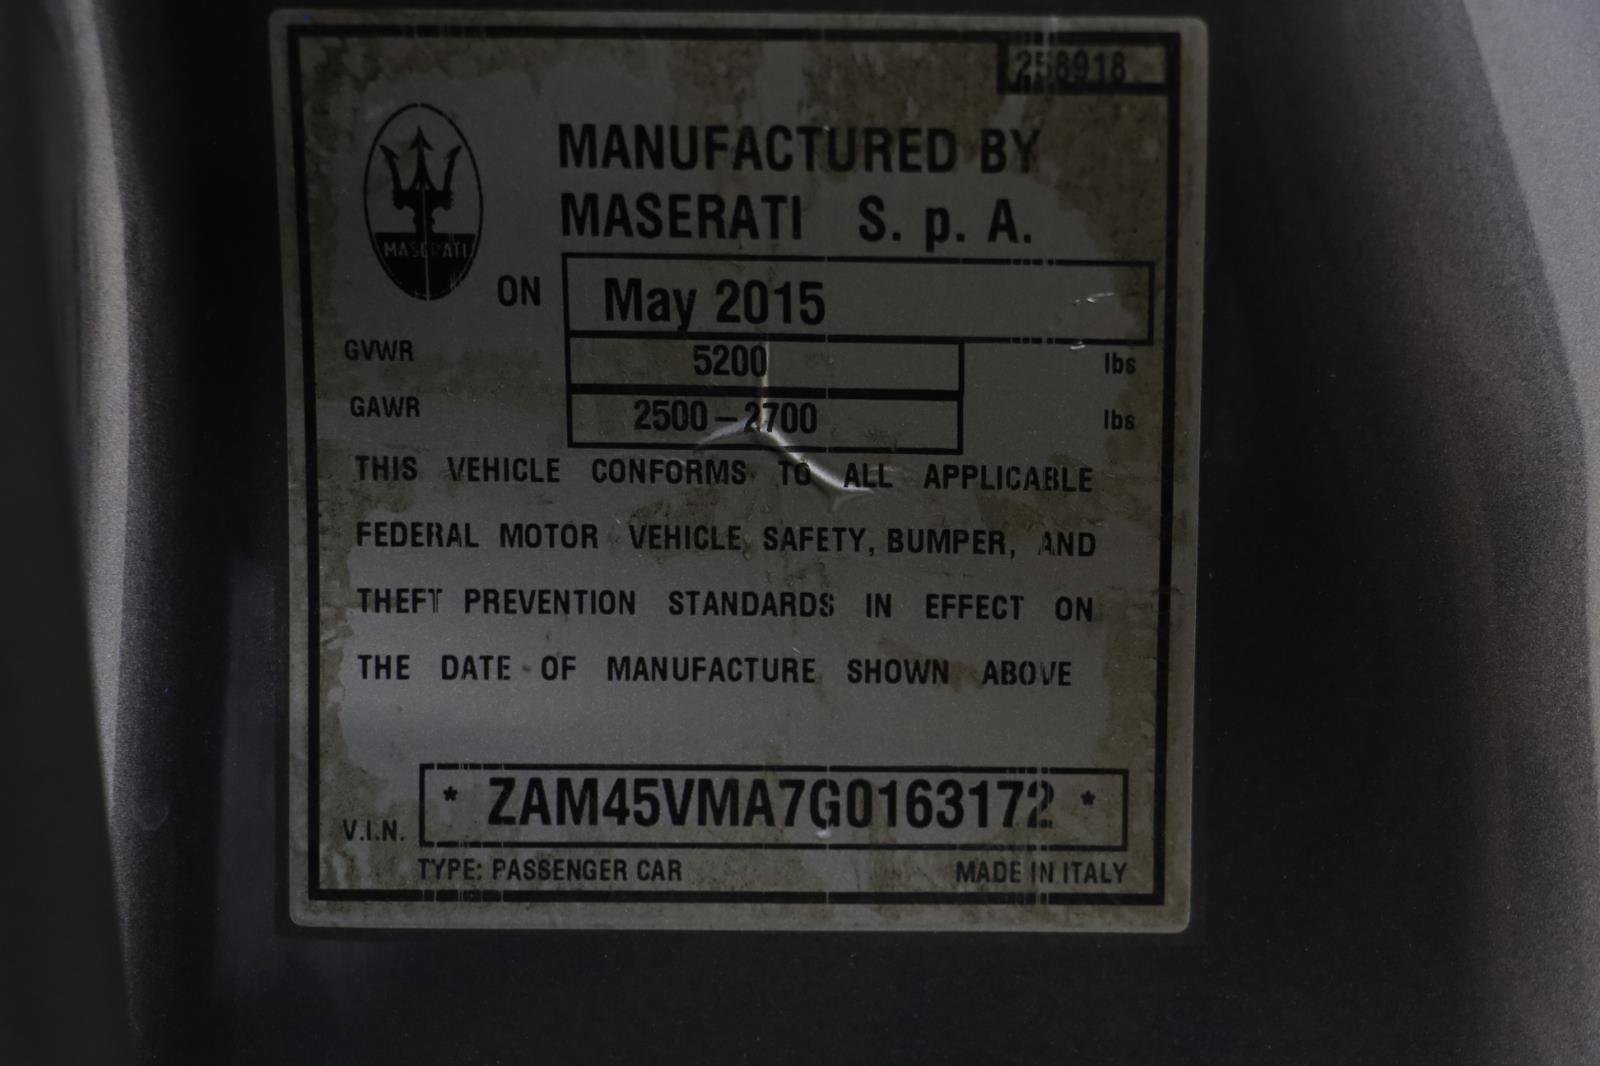 258918
MANUFACTURED BY
MASERATI S. p. A.
MASERATI
ON May 2015
GVWR 5200 lbs
GAWR 2500-2700 lbs
THIS VEHICLE CONFORMS TO ALL APPLICABLE
FEDERAL MOTOR VEHICLE SAFETY, BUMPER, AND
THEFT PREVENTION STANDARDS IN EFFECT ON
THE DATE OF MANUFACTURE SHOWN ABOVE
V.I.N. * ZAM45VMA7G0163172 *
TYPE: PASSENGER CAR MADE IN ITALY